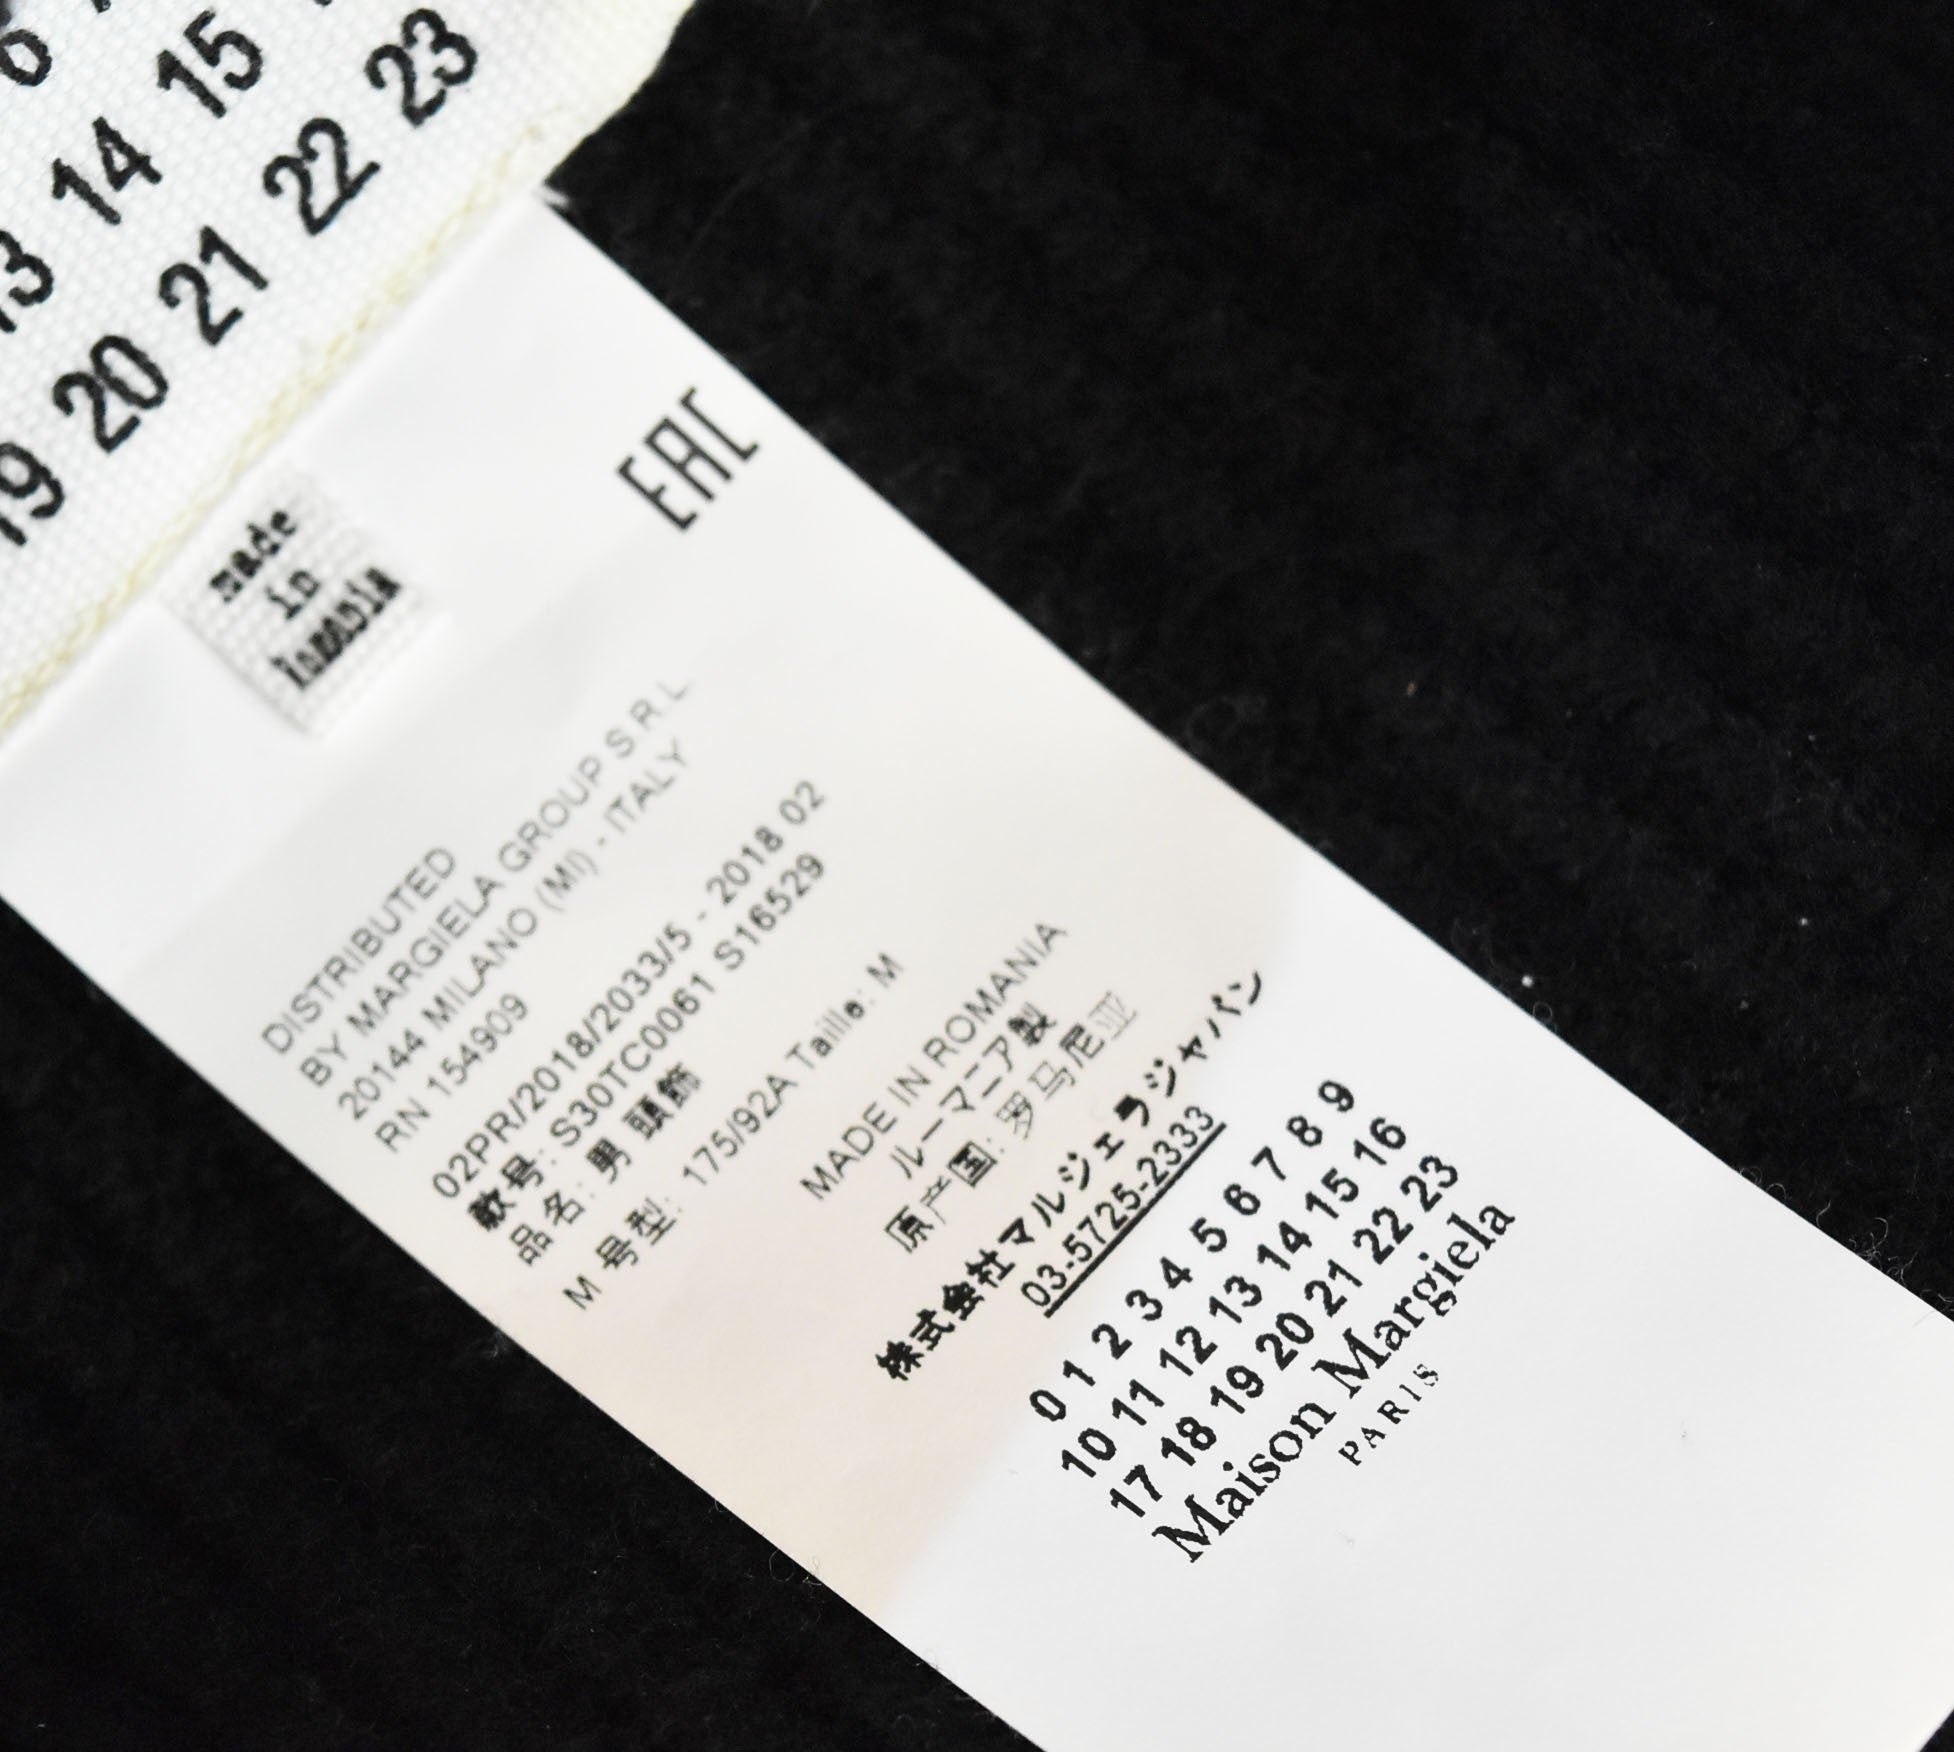 6
14 15
13
19 20 21 22 23
made
in
romania
EAC
DISTRIBUTED
BY MARGIELA GROUP S.R.L
20144 MILANO (MI) - ITALY
RN 154909
02PR/2018/2033/5 - 2018 02
款号: S30TC0061 S16529
品名: 男 頭飾
M 号型: 175/92A Taille: M
MADE IN ROMANIA
ルーマニア製
原产国: 罗马尼亚
株式会社マルジェラジャパン
03-5725-2333
0 1 2 3 4 5 6 7 8 9
10 11 12 13 14 15 16
17 18 19 20 21 22 23
Maison Margiela
PARIS